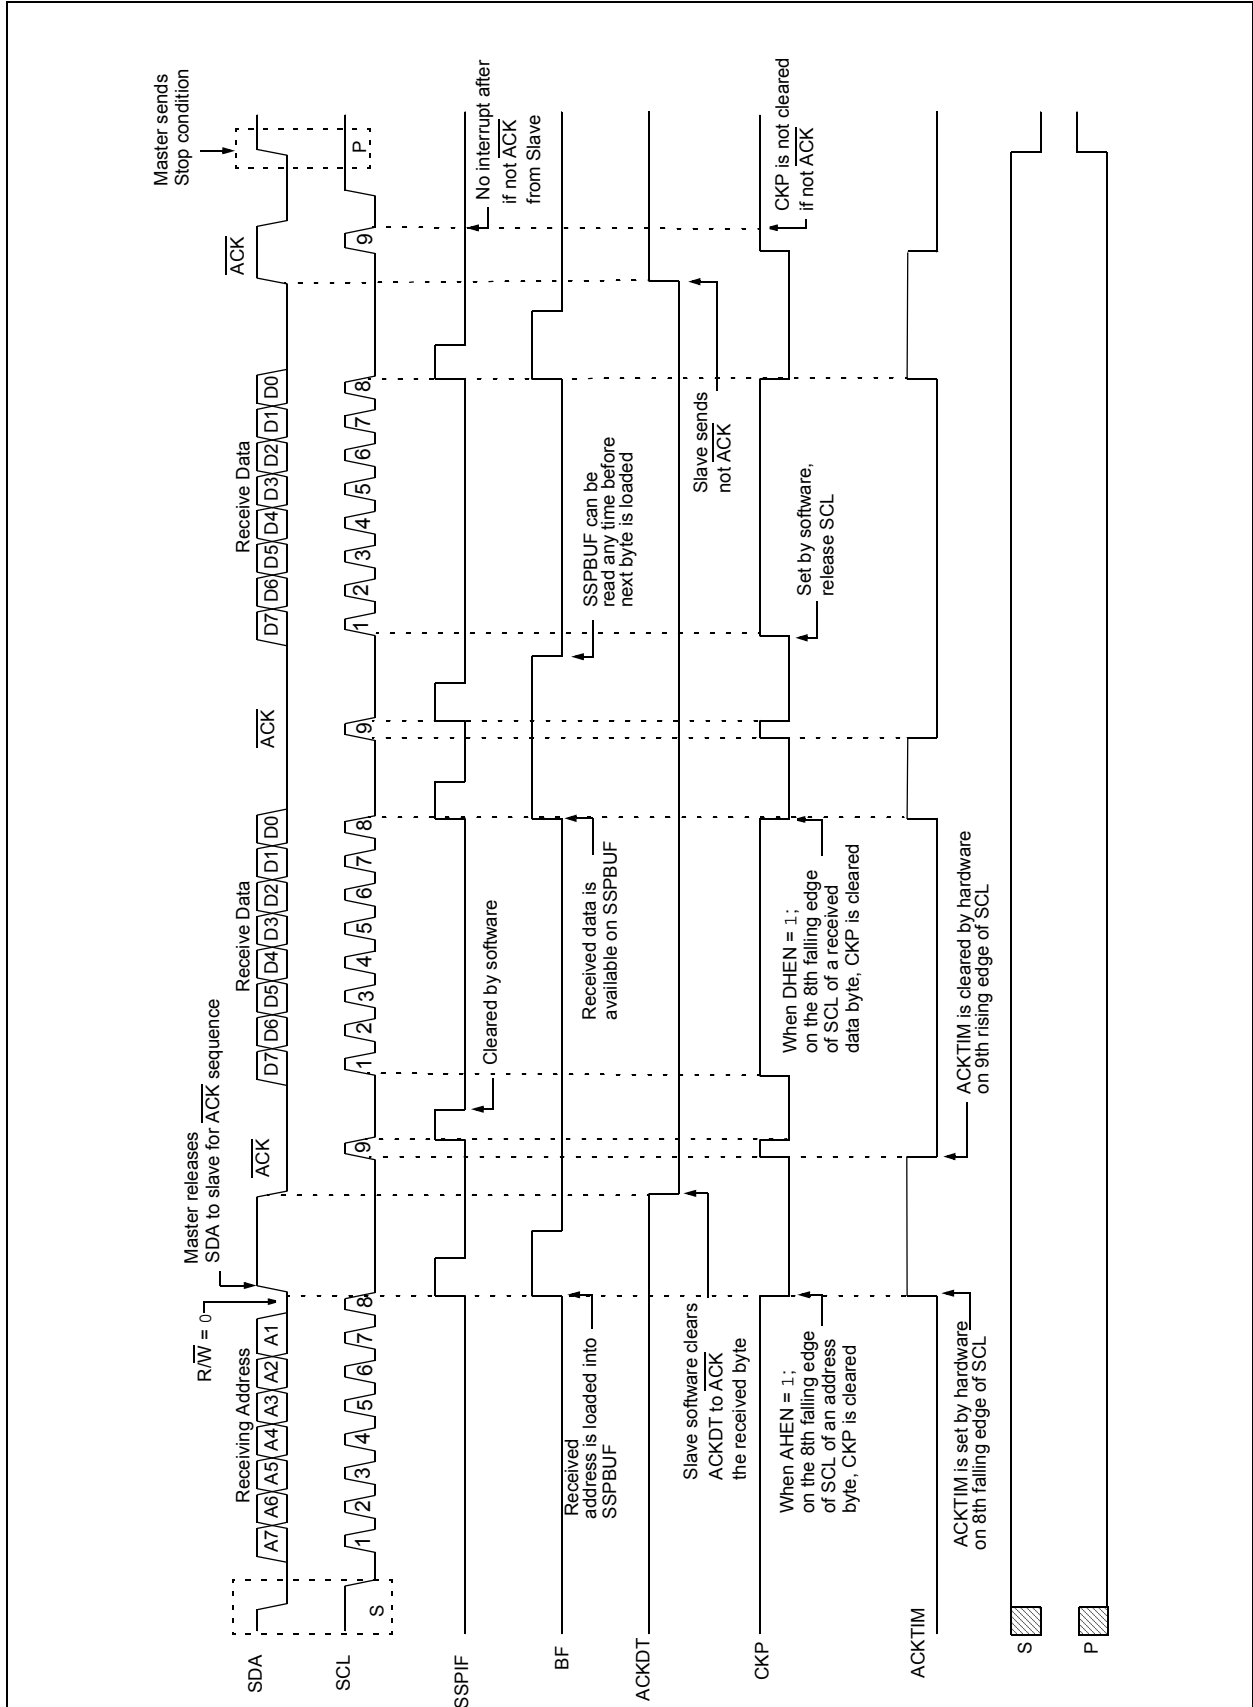 Master sends
Stop condition
Master releases
SDA to slave for ACK sequence
R/W = 0
Receiving Address
Receive Data
Receive Data
ACK
ACK
ACK
SDA
A7 A6 A5 A4 A3 A2 A1
D7 D6 D5 D4 D3 D2 D1 D0
D7 D6 D5 D4 D3 D2 D1 D0
SCL
S
1 2 3 4 5 6 7 8 9
1 2 3 4 5 6 7 8 9
1 2 3 4 5 6 7 8 9
P
SSPIF
Cleared by software
No interrupt after
if not ACK
from Slave
BF
Received
address is loaded into
SSPBUF
Received data is
available on SSPBUF
SSPBUF can be
read any time before
next byte is loaded
ACKDT
Slave software clears
ACKDT to ACK
the received byte
Slave sends
not ACK
CKP
When AHEN = 1;
on the 8th falling edge
of SCL of an address
byte, CKP is cleared
When DHEN = 1;
on the 8th falling edge
of SCL of a received
data byte, CKP is cleared
Set by software,
release SCL
CKP is not cleared
if not ACK
ACKTIM
ACKTIM is set by hardware
on 8th falling edge of SCL
ACKTIM is cleared by hardware
on 9th rising edge of SCL
S
P